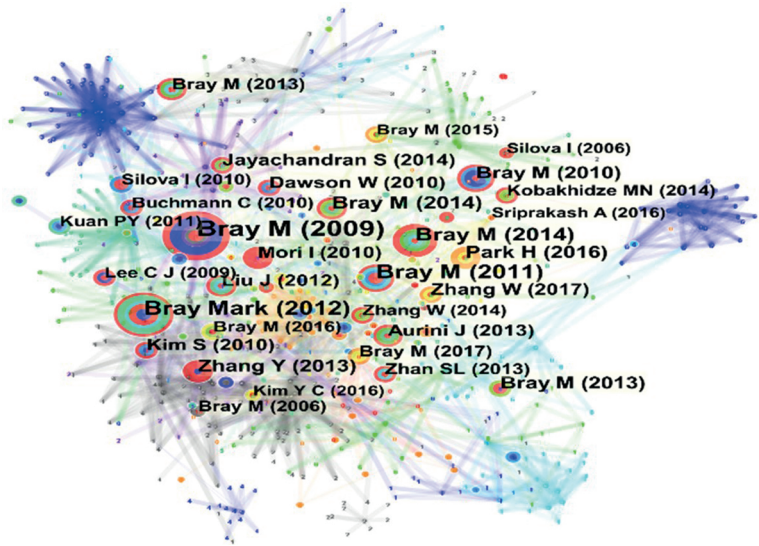 Bray M (2013)
Bray M (2015)
Silova I (2006)
Jayachandran S (2014)
Bray M (2010)
Silova I (2010)
Dawson W (2010)
Kobakhidze MN (2014)
Buchmann C (2010)
Bray M (2014)
Sriprakash A (2016)
Kuan PY (2011)
Bray M (2009)
Bray M (2014)
Mori I (2010)
Park H (2016)
Lee C J (2009)
Liu J (2012)
Bray M (2011)
Zhang W (2017)
Bray Mark (2012)
Zhang W (2014)
Bray M (2016)
Aurini J (2013)
Kim S (2010)
Bray M (2017)
Zhang Y (2013)
Zhan SL (2013)
Kim Y C (2016)
Bray M (2013)
Bray M (2006)